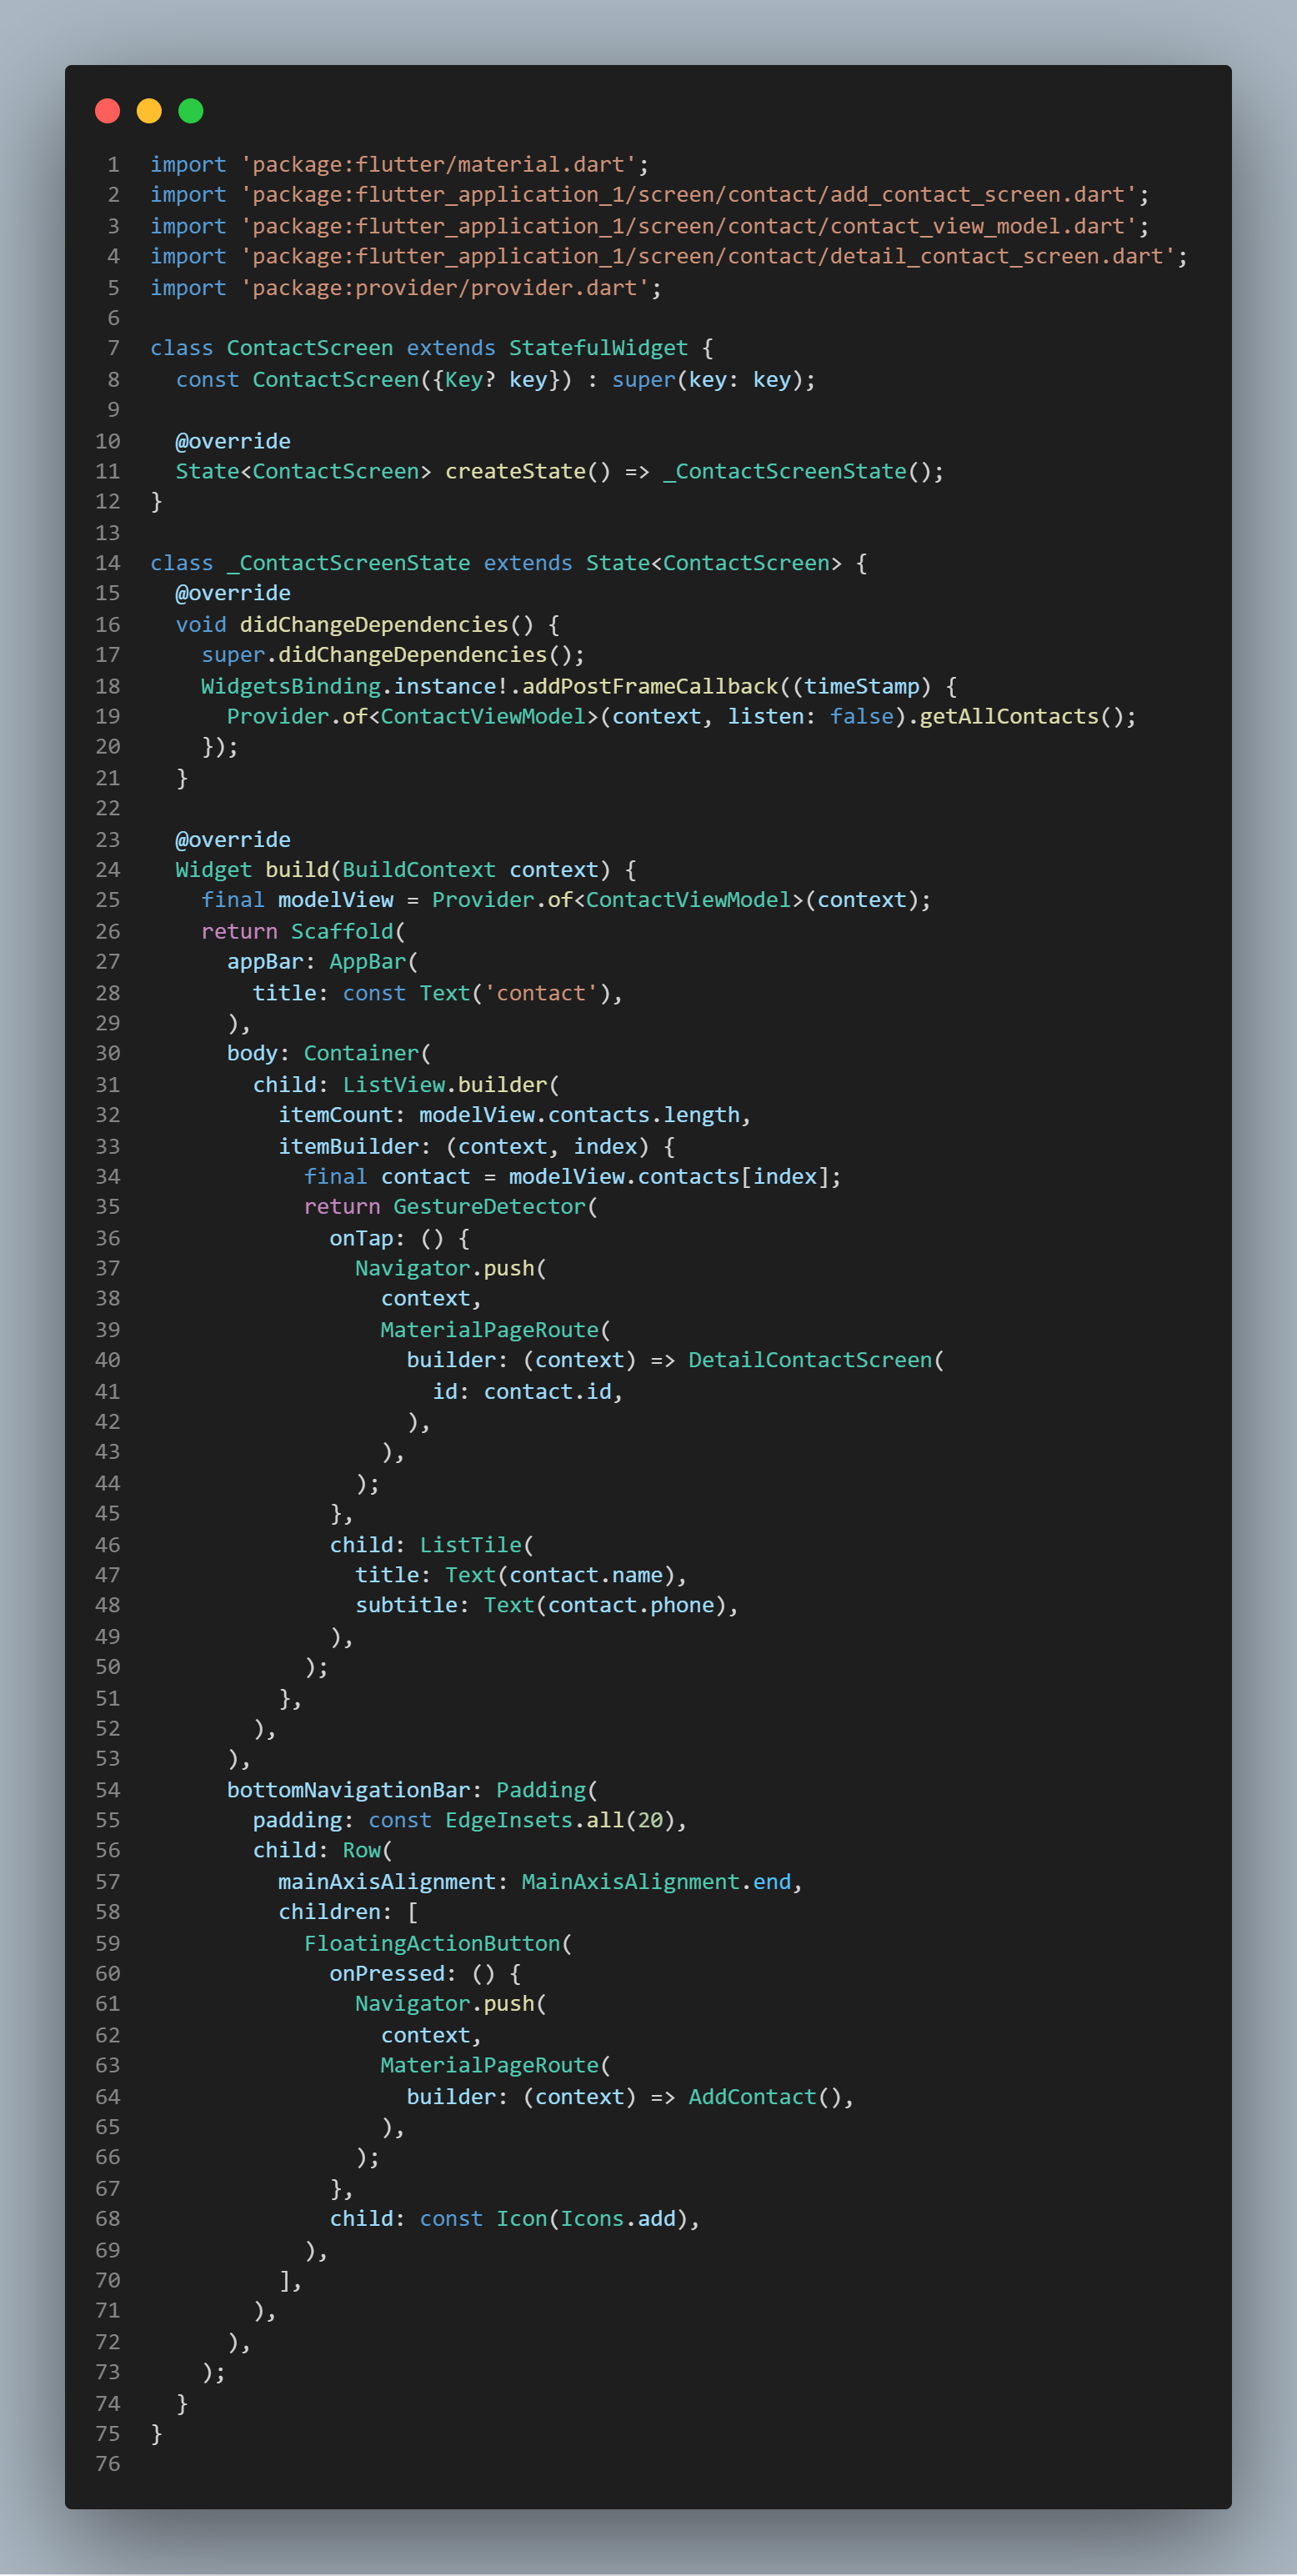 1 import 'package:flutter/material.dart';
2 import 'package:flutter_application_1/screen/contact/add_contact_screen.dart';
3 import 'package:flutter_application_1/screen/contact/contact_view_model.dart';
4 import 'package:flutter_application_1/screen/contact/detail_contact_screen.dart';
5 import 'package:provider/provider.dart';
6
7 class ContactScreen extends StatefulWidget {
8   const ContactScreen({Key? key}) : super(key: key);
9
10   @override
11   State<ContactScreen> createState() => _ContactScreenState();
12 }
13
14 class _ContactScreenState extends State<ContactScreen> {
15   @override
16   void didChangeDependencies() {
17     super.didChangeDependencies();
18     WidgetsBinding.instance!.addPostFrameCallback((timeStamp) {
19       Provider.of<ContactViewModel>(context, listen: false).getAllContacts();
20     });
21   }
22
23   @override
24   Widget build(BuildContext context) {
25     final modelView = Provider.of<ContactViewModel>(context);
26     return Scaffold(
27       appBar: AppBar(
28         title: const Text('contact'),
29       ),
30       body: Container(
31         child: ListView.builder(
32           itemCount: modelView.contacts.length,
33           itemBuilder: (context, index) {
34             final contact = modelView.contacts[index];
35             return GestureDetector(
36               onTap: () {
37                 Navigator.push(
38                   context,
39                   MaterialPageRoute(
40                     builder: (context) => DetailContactScreen(
41                       id: contact.id,
42                     ),
43                   ),
44                 );
45               },
46               child: ListTile(
47                 title: Text(contact.name),
48                 subtitle: Text(contact.phone),
49               ),
50             );
51           },
52         ),
53       ),
54       bottomNavigationBar: Padding(
55         padding: const EdgeInsets.all(20),
56         child: Row(
57           mainAxisAlignment: MainAxisAlignment.end,
58           children: [
59             FloatingActionButton(
60               onPressed: () {
61                 Navigator.push(
62                   context,
63                   MaterialPageRoute(
64                     builder: (context) => AddContact(),
65                   ),
66                 );
67               },
68               child: const Icon(Icons.add),
69             ),
70           ],
71         ),
72       ),
73     );
74   }
75 }
76